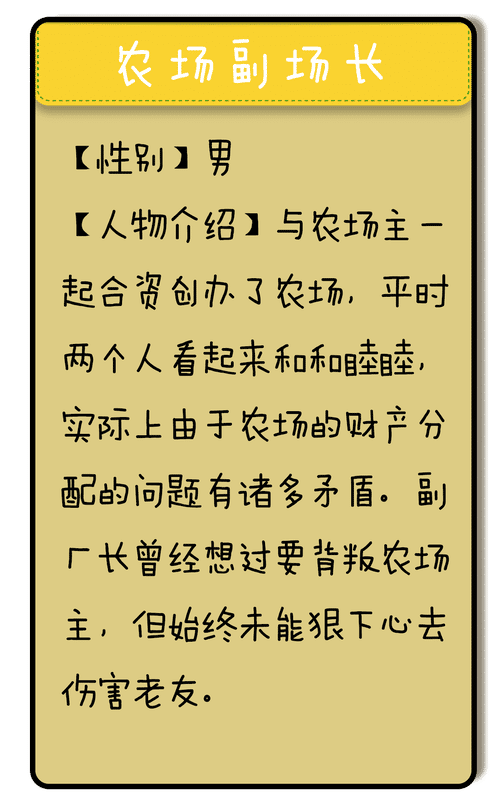 农场副场长
【性别】男
【人物介绍】与农场主一
起合资创办了农场，平时
两个人看起来和和睦睦，
实际上由于农场的财产分
配的问题有诸多矛盾。副
厂长曾经想过要背叛农场
主，但始终未能狠下心去
伤害老友。